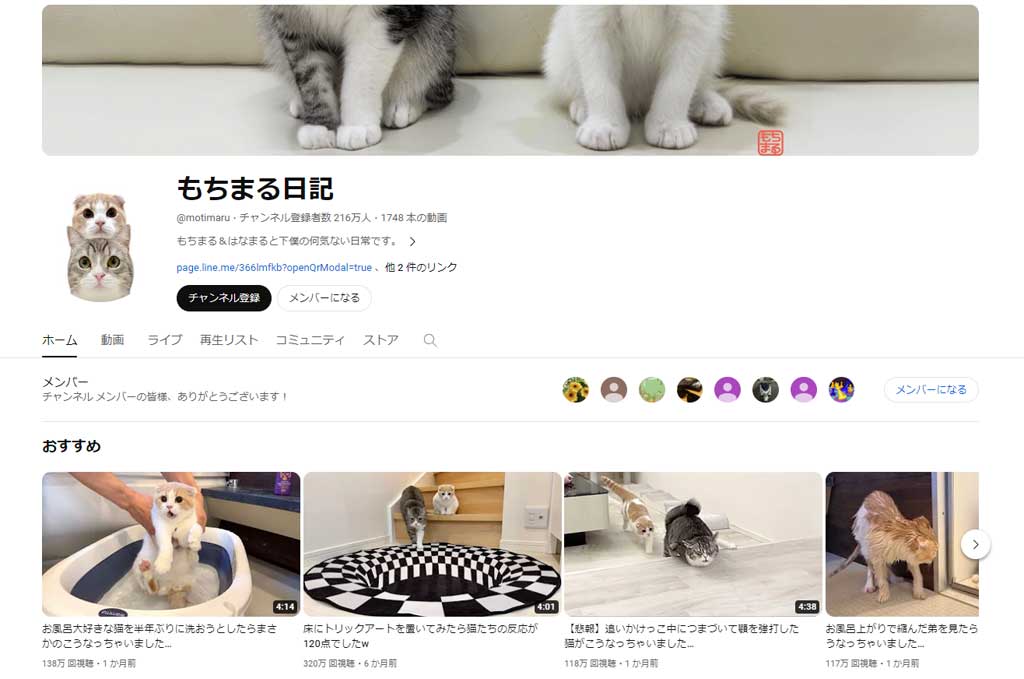 もち
まる
もちまる日記
@motimaru・チャンネル登録者数 216万人・1748 本の動画
もちまる＆はなまると下僕の何気ない日常です。
page.line.me/366lmfkb?openQrModal=true 、他 2 件のリンク
チャンネル登録 メンバーになる
ホーム 動画 ライブ 再生リスト コミュニティ ストア
メンバー
チャンネル メンバーの皆様、ありがとうございます！
メンバーになる
おすすめ
4:14
お風呂大好きな猫を半年ぶりに洗おうとしたらまさ
かのこうなっちゃいました…
138万 回視聴・1 か月前
4:01
床にトリックアートを置いてみたら猫たちの反応が
120点でしたw
320万 回視聴・6 か月前
4:38
【悲報】追いかけっこ中につまづいて顎を強打した
猫がこうなっちゃいました…
118万 回視聴・1 か月前
お風呂上がりで縮んだ弟を見たら
うなっちゃいました…
117万 回視聴・1 か月前